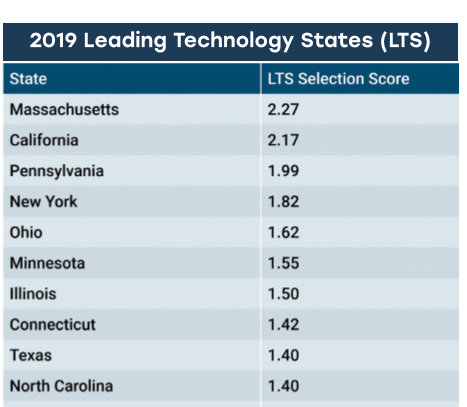 2019 Leading Technology States (LTS)
State LTS Selection Score
Massachusetts 2.27
California 2.17
Pennsylvania 1.99
New York 1.82
Ohio 1.62
Minnesota 1.55
Illinois 1.50
Connecticut 1.42
Texas 1.40
North Carolina 1.40